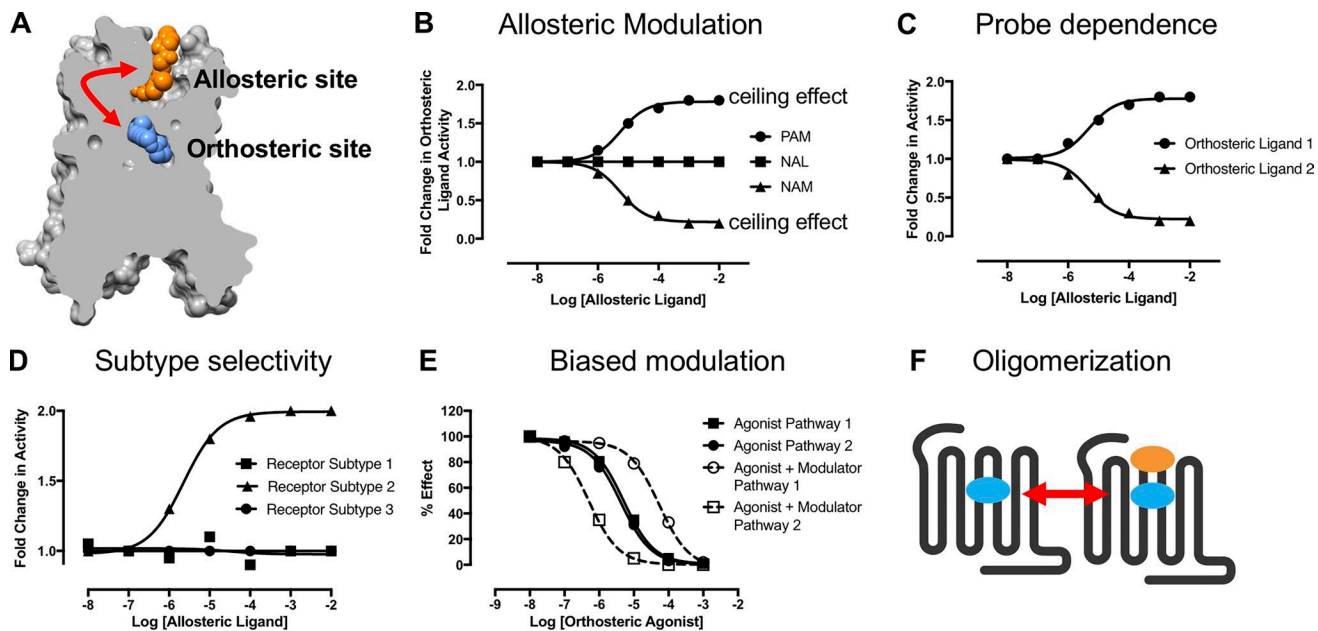 A
Allosteric site
Orthosteric site
B
Allosteric Modulation
Fold Change in Orthosteric
Ligand Activity
2.0
1.5
1.0
0.5
0.0
ceiling effect
PAM
NAL
NAM
ceiling effect
-8
-6
-4
-2
Log [Allosteric Ligand]
C
Probe dependence
Fold Change in Activity
2.0
1.5
1.0
0.5
0.0
Orthosteric Ligand 1
Orthosteric Ligand 2
-8
-6
-4
-2
Log [Allosteric Ligand]
D
Subtype selectivity
Fold Change in Activity
2.0
1.5
1.0
Receptor Subtype 1
Receptor Subtype 2
Receptor Subtype 3
-8
-7
-6
-5
-4
-3
-2
Log [Allosteric Ligand]
E
Biased modulation
% Effect
120
100
80
60
40
20
0
Agonist Pathway 1
Agonist Pathway 2
Agonist + Modulator
Pathway 1
Agonist + Modulator
Pathway 2
-9
-8
-7
-6
-5
-4
-3
-2
Log [Orthosteric Agonist]
F
Oligomerization